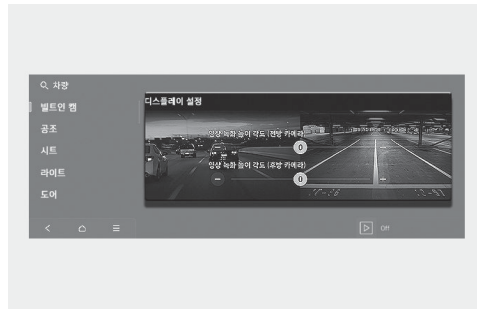 차량
빌트인 캠
공조
시트
라이트
도어
디스플레이 설정
영상 녹화 높이 각도 (전방 카메라)
0
영상 녹화 높이 각도 (후방 카메라)
0
Off